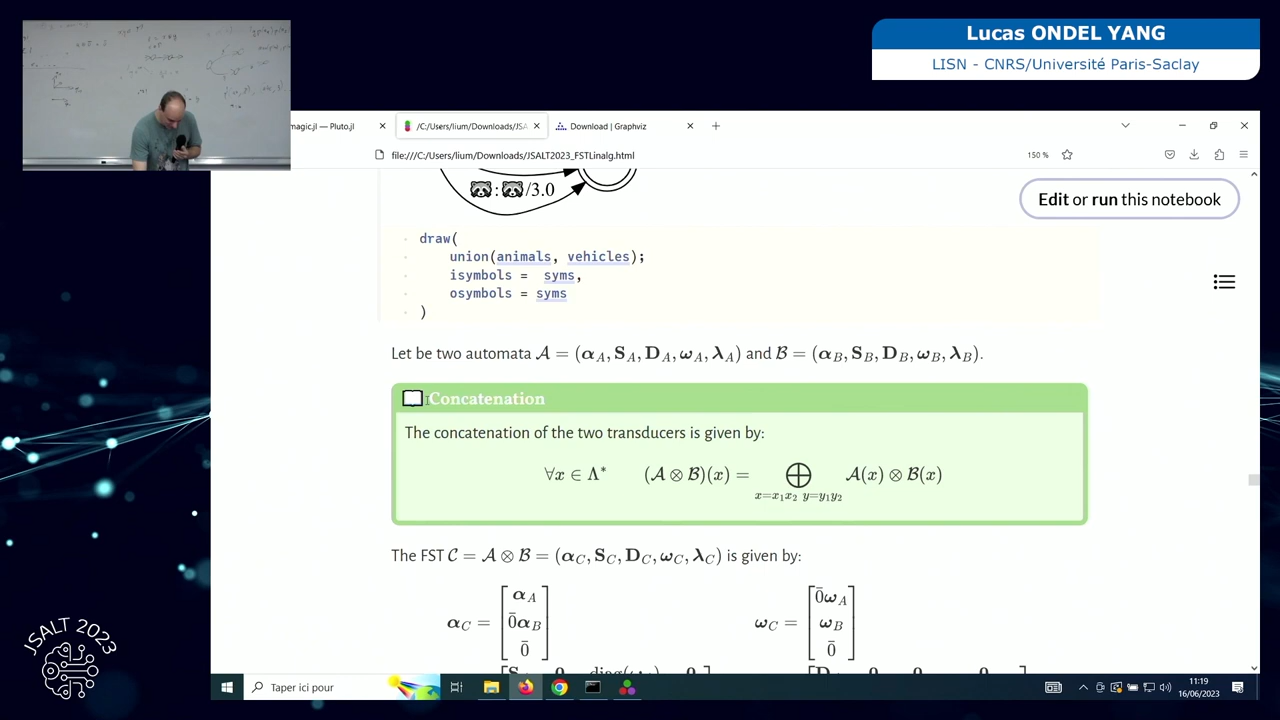 Lucas ONDEL YANG
LISN - CNRS/Université Paris-Saclay
magic.jl — Pluto.jl
/C:/Users/lium/Downloads/JSA
Download | Graphviz
file:///C:/Users/lium/Downloads/JSALT2023_FSTLinalg.html
150 %
🦝:🦝/3.0
Edit or run this notebook
draw(
union(animals, vehicles);
isymbols = syms,
osymbols = syms
)
Let be two automata 𝒜 = (α_A, S_A, D_A, ω_A, λ_A) and ℬ = (α_B, S_B, D_B, ω_B, λ_B).
Concatenation
The concatenation of the two transducers is given by:
∀x ∈ Λ* (𝒜 ⊗ ℬ)(x) = ⊕ 𝒜(x) ⊗ ℬ(x)
x=x₁x₂ y=y₁y₂
The FST 𝒞 = 𝒜 ⊗ ℬ = (α_C, S_C, D_C, ω_C, λ_C) is given by:
α_C = [α_A 0̄α_B 0̄] ω_C = [0̄ω_A ω_B 0̄]
JSALT 2023
Taper ici pour
11:19
16/06/2023